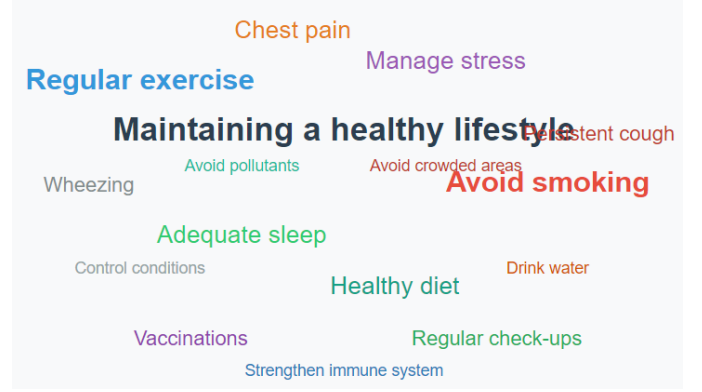 Chest pain
Manage stress
Regular exercise
Maintaining a healthy lifestyle
Persistent cough
Avoid pollutants
Avoid crowded areas
Wheezing
Avoid smoking
Adequate sleep
Control conditions
Drink water
Healthy diet
Vaccinations
Regular check-ups
Strengthen immune system